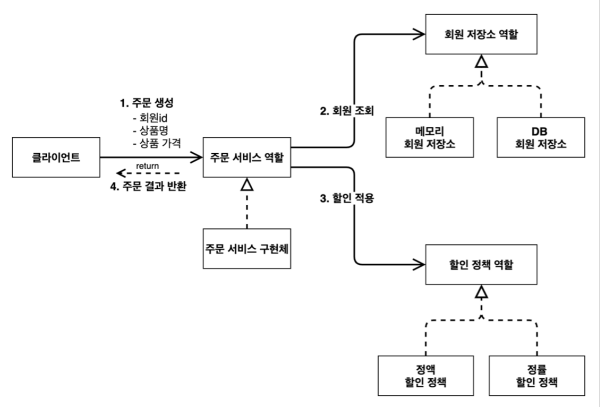 회원 저장소 역할
1. 주문 생성
- 회원id
- 상품명
- 상품 가격
2. 회원 조회
메모리
회원 저장소
DB
회원 저장소
클라이언트
return
주문 서비스 역할
4. 주문 결과 반환
3. 할인 적용
주문 서비스 구현체
할인 정책 역할
정액
할인 정책
정률
할인 정책